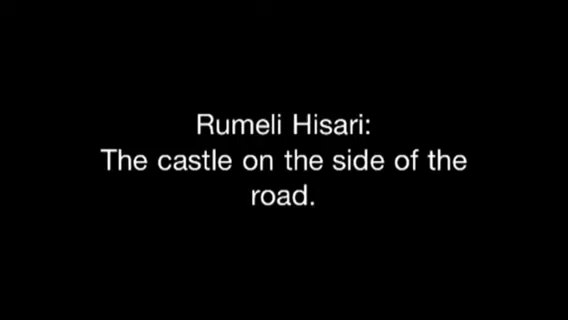 Rumeli Hisari:
The castle on the side of the
road.